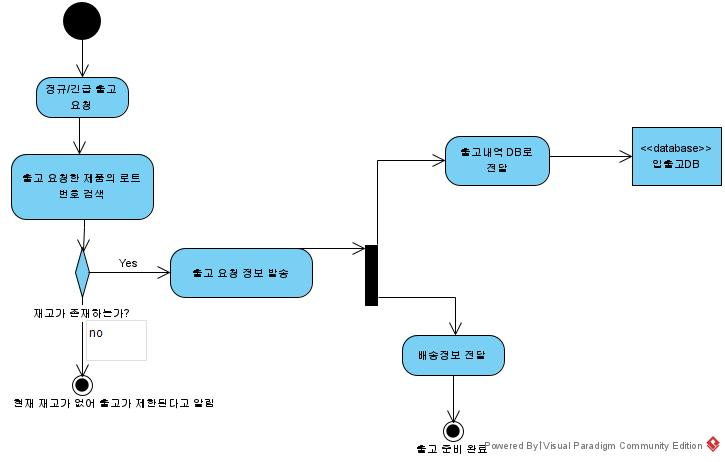 정규/긴급 출고
요청
출고 요청한 제품의 로트
번호 검색
Yes
출고 요청 정보 발송
재고가 존재하는가?
no
현재 재고가 없어 출고가 제한된다고 알림
출고내역 DB로
전달
<<database>>
입출고DB
배송정보 전달
출고 준비 완료
Powered By Visual Paradigm Community Edition